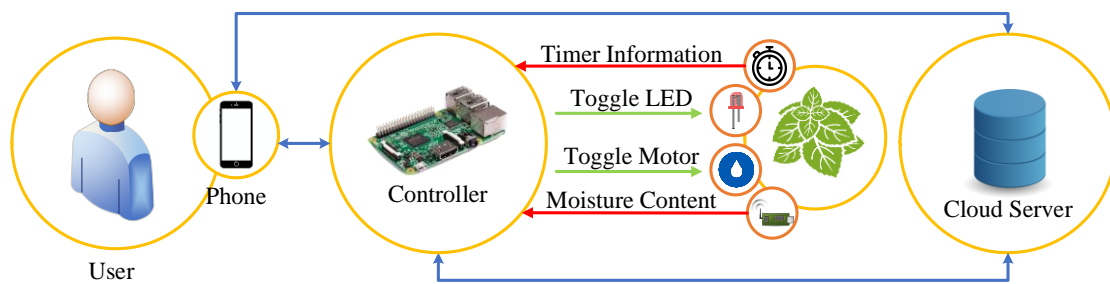 Timer Information
Toggle LED
Toggle Motor
Moisture Content
Phone
Controller
Cloud Server
User